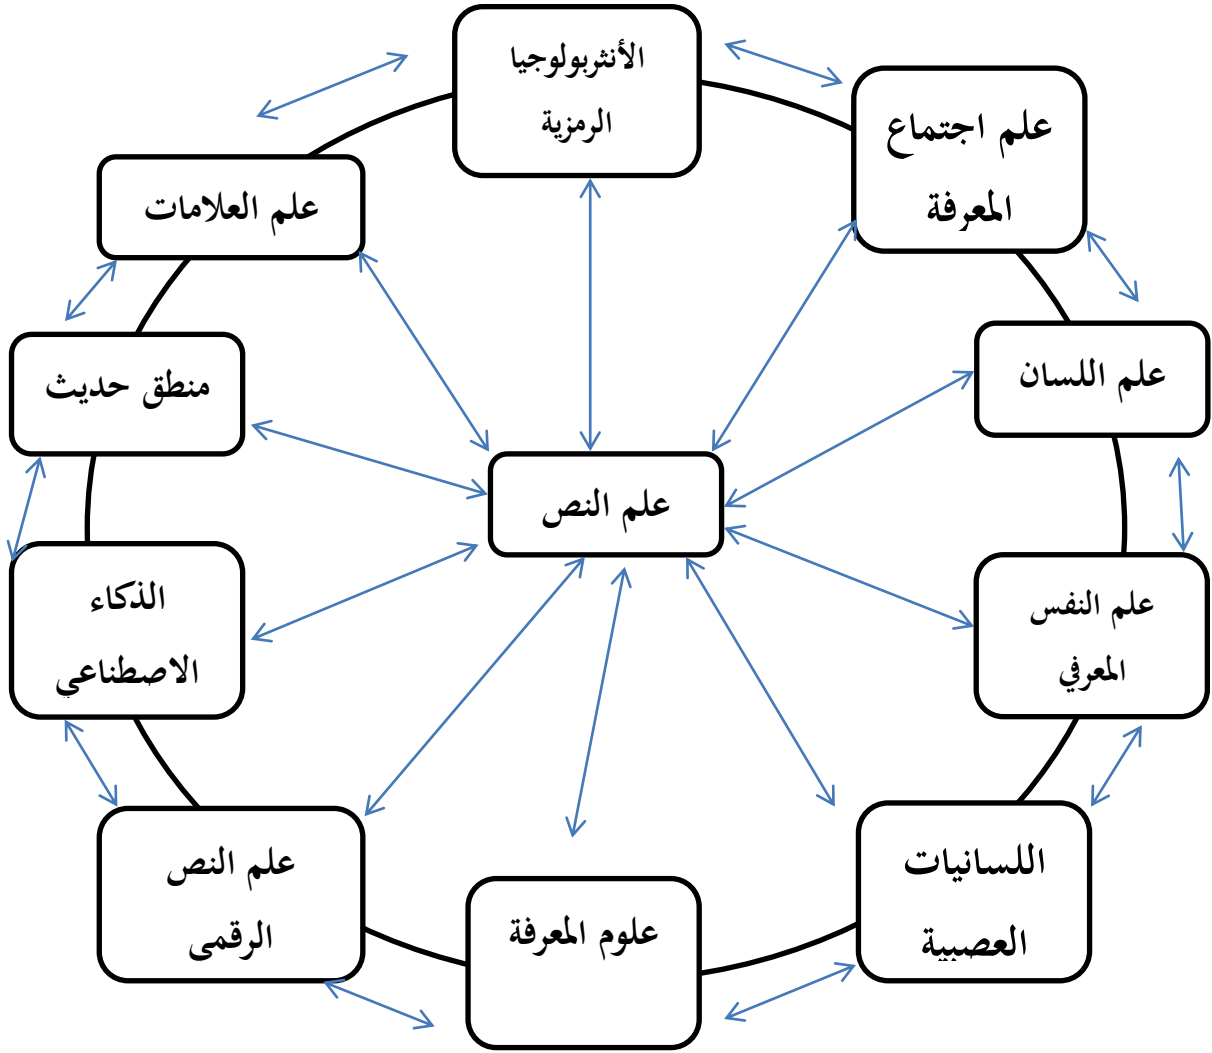 الأنثربولوجيا
الرمزية
علم اجتماع
المعرفة
علم العلامات
علم اللسان
منطق حديث
علم النص
الذكاء
الاصطناعي
علم النفس
المعرفي
علم النص
الرقمى
علوم المعرفة
اللسانيات
العصبية